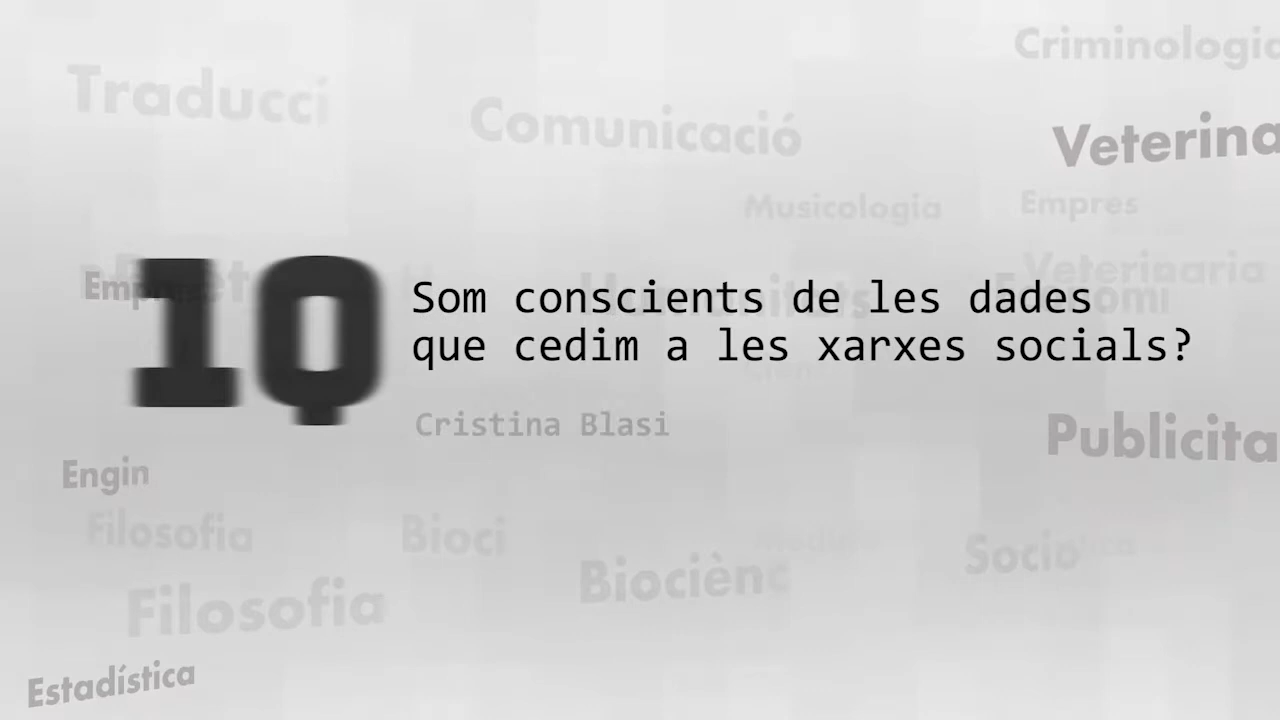 Criminologia
Traducci
Comunicació
Veterina
Musicologia
Empres
Veterinaria
1Q
Som conscients de les dades
que cedim a les xarxes socials?
Cristina Blasi
Publicita
Engin
Filosofia
Bioci
Biociènc
Socio
Filosofia
Estadística